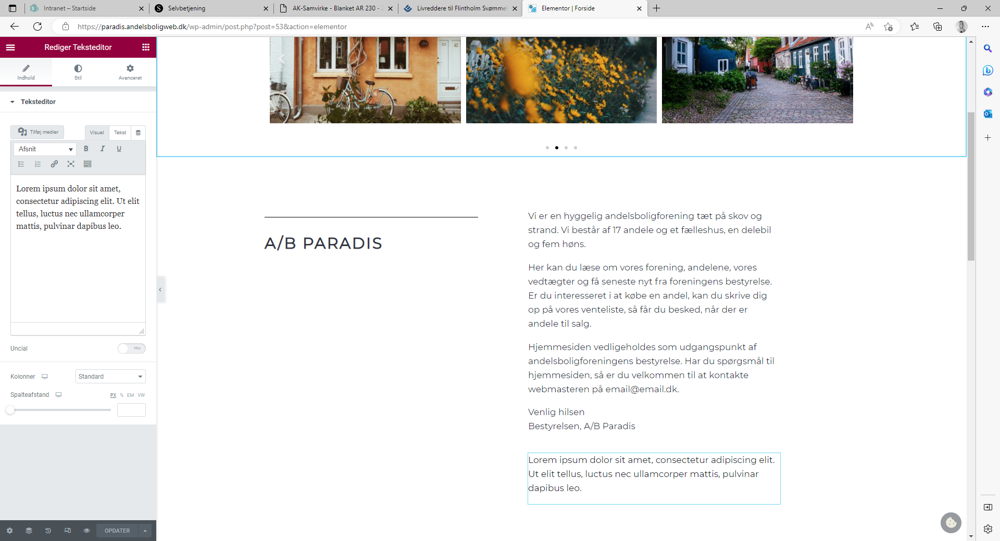 Intranet – Startside
Selvbetjening
AK-Samvirke - Blanket AR 230 -
Livreddere til Flintholm Svømme
Elementor | Forside
https://paradis.andelsboligweb.dk/wp-admin/post.php?post=53&action=elementor
Rediger Teksteditor
Indhold
Stil
Avanceret
Teksteditor
Tilføj medier
Visuel
Tekst
Afsnit
B I U
Lorem ipsum dolor sit amet,
consectetur adipiscing elit. Ut elit
tellus, luctus nec ullamcorper
mattis, pulvinar dapibus leo.
Uncial
FRA
Kolonner
Standard
Spalteafstand
PX % EM VW
OPDATER
42
A/B PARADIS
Vi er en hyggelig andelsboligforening tæt på skov og
strand. Vi består af 17 andele og et fælleshus, en delebil
og fem høns.
Her kan du læse om vores forening, andelene, vores
vedtægter og få seneste nyt fra foreningens bestyrelse.
Er du interesseret i at købe en andel, kan du skrive dig
op på vores venteliste, så får du besked, når der er
andele til salg.
Hjemmesiden vedligeholdes som udgangspunkt af
andelsboligforeningens bestyrelse. Har du spørgsmål til
hjemmesiden, så er du velkommen til at kontakte
webmasteren på email@email.dk.
Venlig hilsen
Bestyrelsen, A/B Paradis
Lorem ipsum dolor sit amet, consectetur adipiscing elit.
Ut elit tellus, luctus nec ullamcorper mattis, pulvinar
dapibus leo.